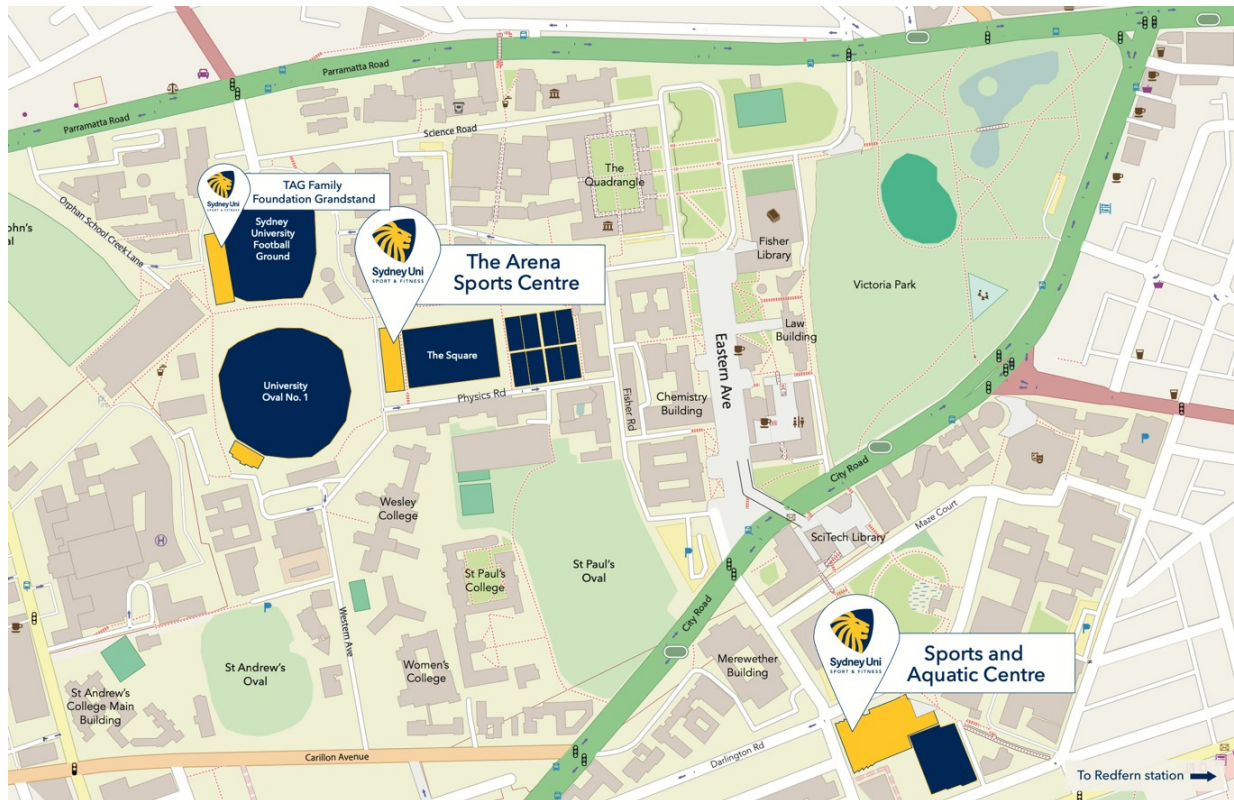 Parramatta Road
Parramatta Road
Science Road
Orphan School Creek Lane
Sydney Uni
SPORT & FITNESS
TAG Family
Foundation Grandstand
Sydney
University
Football
Ground
The
Quadrangle
Sydney Uni
SPORT & FITNESS
The Arena
Sports Centre
Fisher
Library
Victoria Park
Law
Building
Eastern Ave
The Square
University
Oval No. 1
Physics Rd
Fisher Rd
Chemistry
Building
City Road
Maze Court
SciTech Library
Wesley
College
St Paul's
College
St Paul's
Oval
Western Ave
City Road
Women's
College
Merewether
Building
St Andrew's
Oval
St Andrew's
College Main
Building
Sydney Uni
SPORT & FITNESS
Sports and
Aquatic Centre
Carillon Avenue
Darlington Rd
To Redfern station